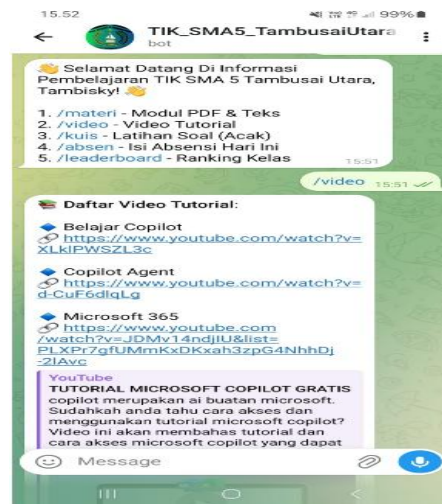 15.52
99%
TIK_SMA5_TambusaiUtara
bot
Selamat Datang Di Informasi
Pembelajaran TIK SMA 5 Tambusai Utara,
Tambisky!
1. /materi - Modul PDF & Teks
2. /video - Video Tutorial
3. /kuis - Latihan Soal (Acak)
4. /absen - Isi Absensi Hari Ini
5. /leaderboard - Ranking Kelas
15:51
/video 15:51
Daftar Video Tutorial:
Belajar Copilot
https://www.youtube.com/watch?v=
XLklPWSZL3c
Copilot Agent
https://www.youtube.com/watch?v=
d-CuF6dlqLg
Microsoft 365
https://www.youtube.com
/watch?v=JDMv14ndjIU&list=
PLXPr7gfUMmKxDKxah3zpG4NhhDj
-2lAvc
YouTube
TUTORIAL MICROSOFT COPILOT GRATIS
copilot merupakan ai buatan microsoft.
Sudahkah anda tahu cara akses dan
menggunakan tutorial microsoft copilot?
Video ini akan membahas tutorial dan
cara akses microsoft copilot yang dapat
Message